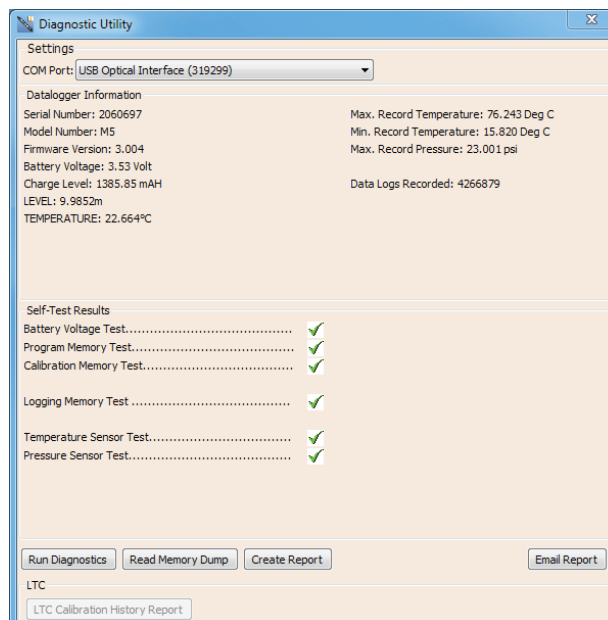 Diagnostic Utility
Settings
COM Port: USB Optical Interface (319299)
Datalogger Information
Serial Number: 2060697
Max. Record Temperature: 76.243 Deg C
Model Number: M5
Min. Record Temperature: 15.820 Deg C
Firmware Version: 3.004
Max. Record Pressure: 23.001 psi
Battery Voltage: 3.53 Volt
Charge Level: 1385.85 mAH
Data Logs Recorded: 4266879
LEVEL: 9.9852m
TEMPERATURE: 22.664°C
Self-Test Results
Battery Voltage Test.........................................
Program Memory Test........................................
Calibration Memory Test.....................................
Logging Memory Test .......................................
Temperature Sensor Test...................................
Pressure Sensor Test........................................
Run Diagnostics Read Memory Dump Create Report Email Report
LTC
LTC Calibration History Report